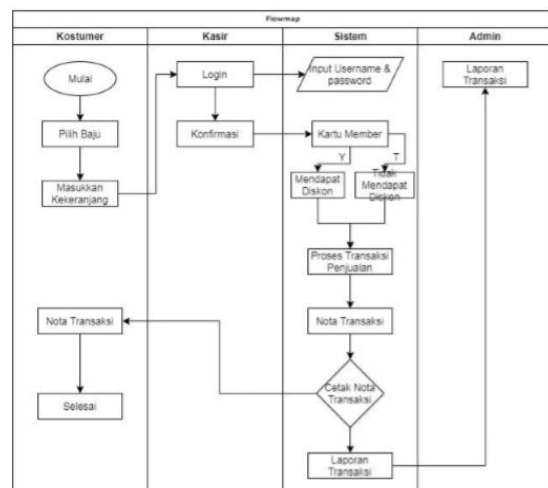 Flowmap
Kostumer
Kasir
Sistem
Admin
Mulai
Login
Input Username &
password
Laporan
Transaksi
Pilih Baju
Konfirmasi
Kartu Member
Y
T
Masukkan
Kekeranjang
Mendapat
Diskon
Tidak
Mendapat
Diskon
Proses Transaksi
Penjualan
Nota Transaksi
Nota Transaksi
Cetak Nota
Transaksi
Selesai
Laporan
Transaksi